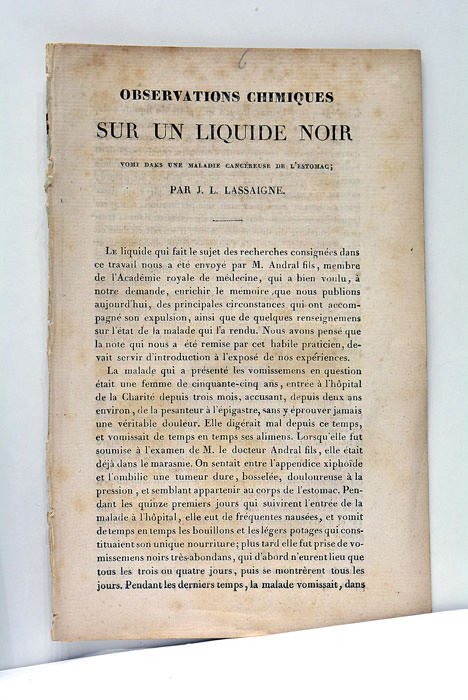 6
OBSERVATIONS CHIMIQUES
SUR UN LIQUIDE NOIR
VOMI DANS UNE MALADIE CANCÉREUSE DE L'ESTOMAC;
PAR J. L. LASSAIGNE.
LE liquide qui fait le sujet des recherches consignées dans
ce travail nous a été envoyé par M. Andral fils, membre
de l'Académie royale de médecine, qui a bien voulu, à
notre demande, enrichir le memoire que nous publions
aujourd'hui, des principales circonstances qui ont accom-
pagné son expulsion, ainsi que de quelques renseignemens
sur l'état de la malade qui l'a rendu. Nous avons pensé que
la note qui nous a été remise par cet habile praticien, de-
vait servir d'introduction à l'exposé de nos expériences.
La malade qui a présenté les vomissemens en question
était une femme de cinquante-cinq ans, entrée à l'hôpital
de la Charité depuis trois mois, accusant, depuis deux ans
environ, de la pesanteur à l'épigastre, sans y éprouver jamais
une véritable douleur. Elle digérait mal depuis ce temps,
et vomissait de temps en temps ses alimens. Lorsqu'elle fut
soumise à l'examen de M. le docteur Andral fils, elle était
déjà dans le marasme. On sentait entre l'appendice xiphoïde
et l'ombilic une tumeur dure, bosselée, douloureuse à la
pression, et semblant appartenir au corps de l'estomac. Pen-
dant les quinze premiers jours qui suivirent l'entrée de la
malade à l'hôpital, elle eut de fréquentes nausées, et vomit
de temps en temps les bouillons et les légers potages qui cons-
tituaient son unique nourriture; plus tard elle fut prise de vo-
missemens noirs très-abondans, qui d'abord n'eurent lieu que
tous les trois ou quatre jours, puis se montrèrent tous les
jours. Pendant les derniers temps, la malade vomissait, dans